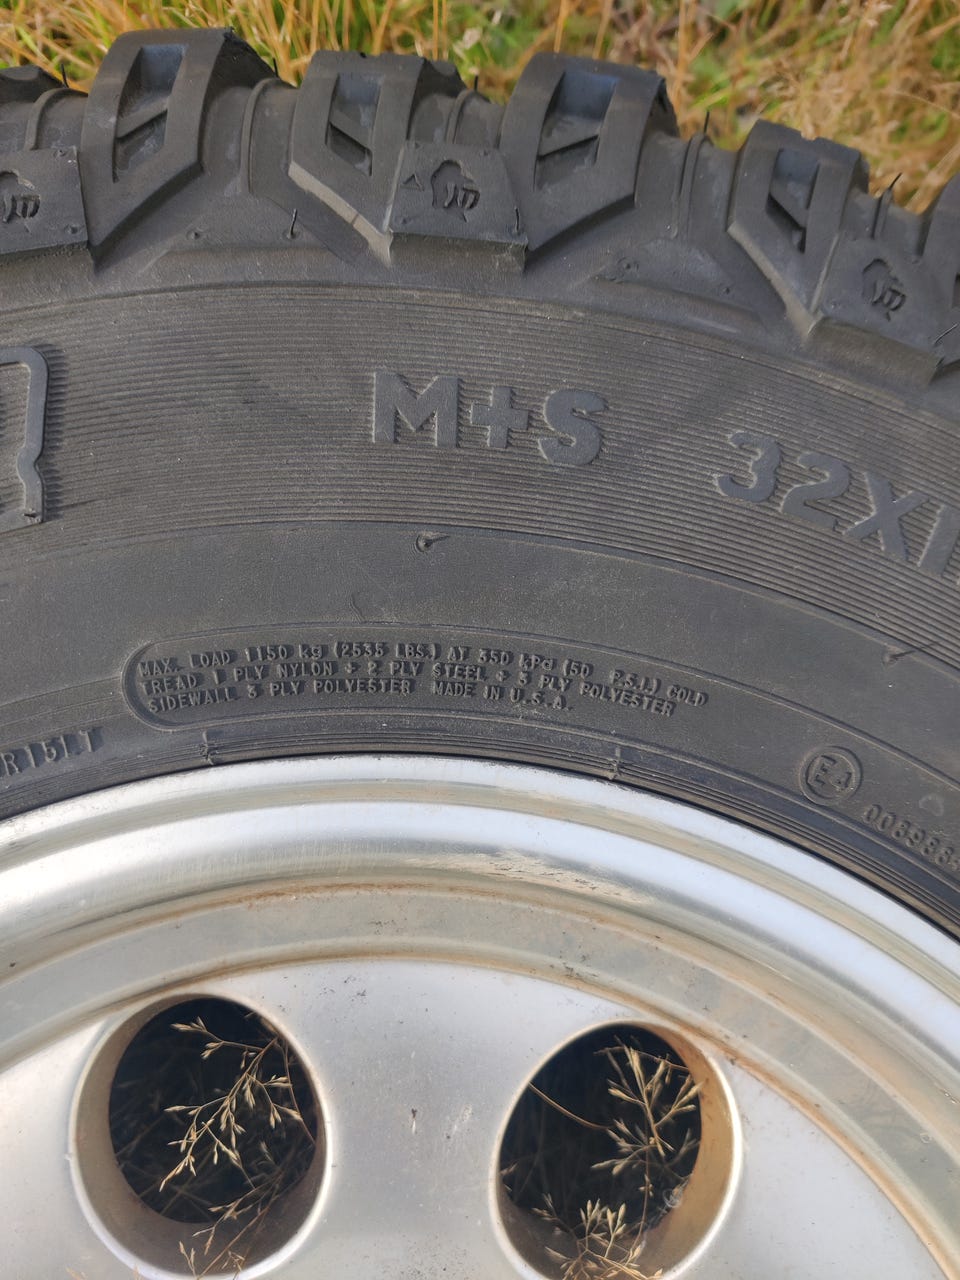 M+S
32X1
MAX. LOAD 1150 kg (2535 LBS.) AT 350 kPa (50 P.S.I.) COLD
TREAD 1 PLY NYLON + 2 PLY STEEL + 3 PLY POLYESTER
SIDEWALL 3 PLY POLYESTER MADE IN U.S.A.
R15LT
E4